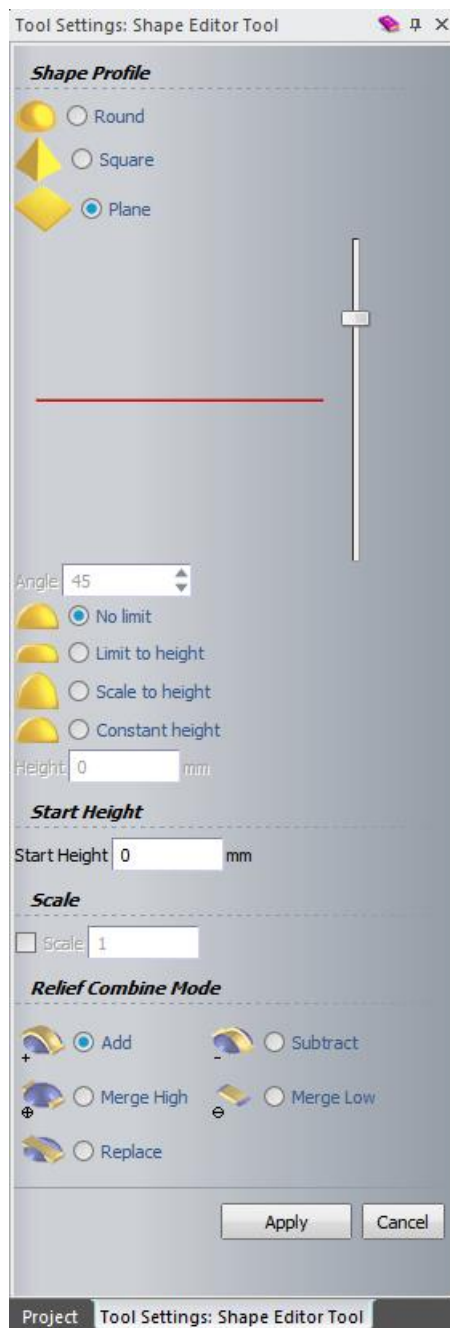 Tool Settings: Shape Editor Tool
Shape Profile
Round
Square
Plane
Angle 45
No limit
Limit to height
Scale to height
Constant height
Height 0 mm
Start Height
Start Height 0 mm
Scale
Scale 1
Relief Combine Mode
Add Subtract
Merge High Merge Low
Replace
Apply Cancel
Project Tool Settings: Shape Editor Tool